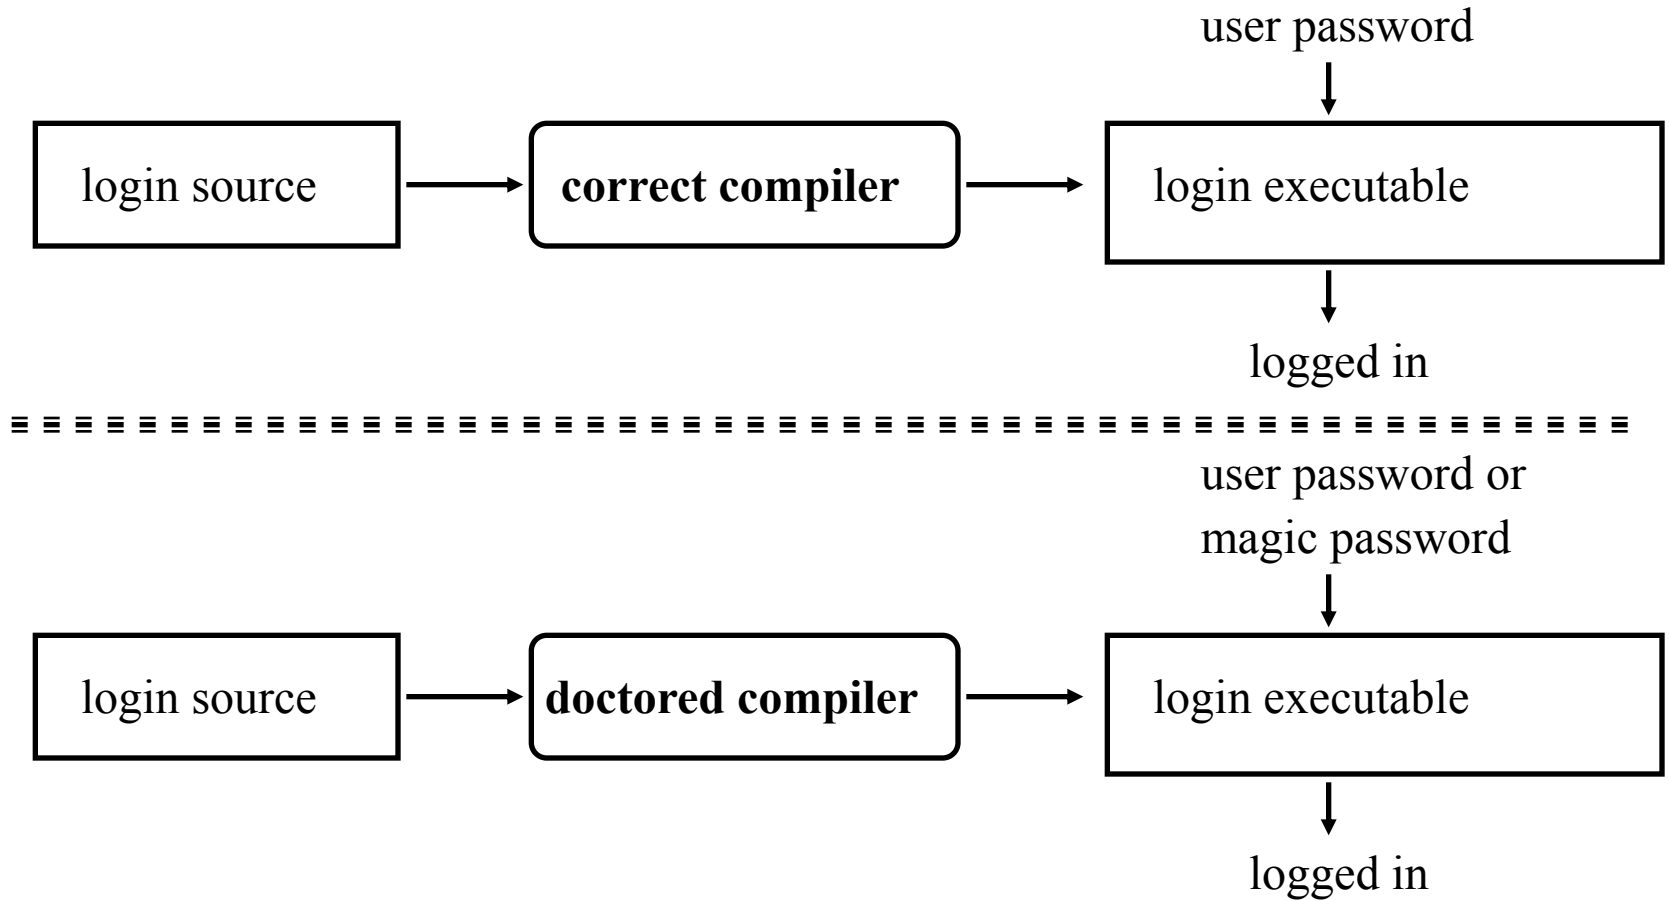 user password
login source
correct compiler
login executable
logged in
user password or
magic password
login source
doctored compiler
login executable
logged in